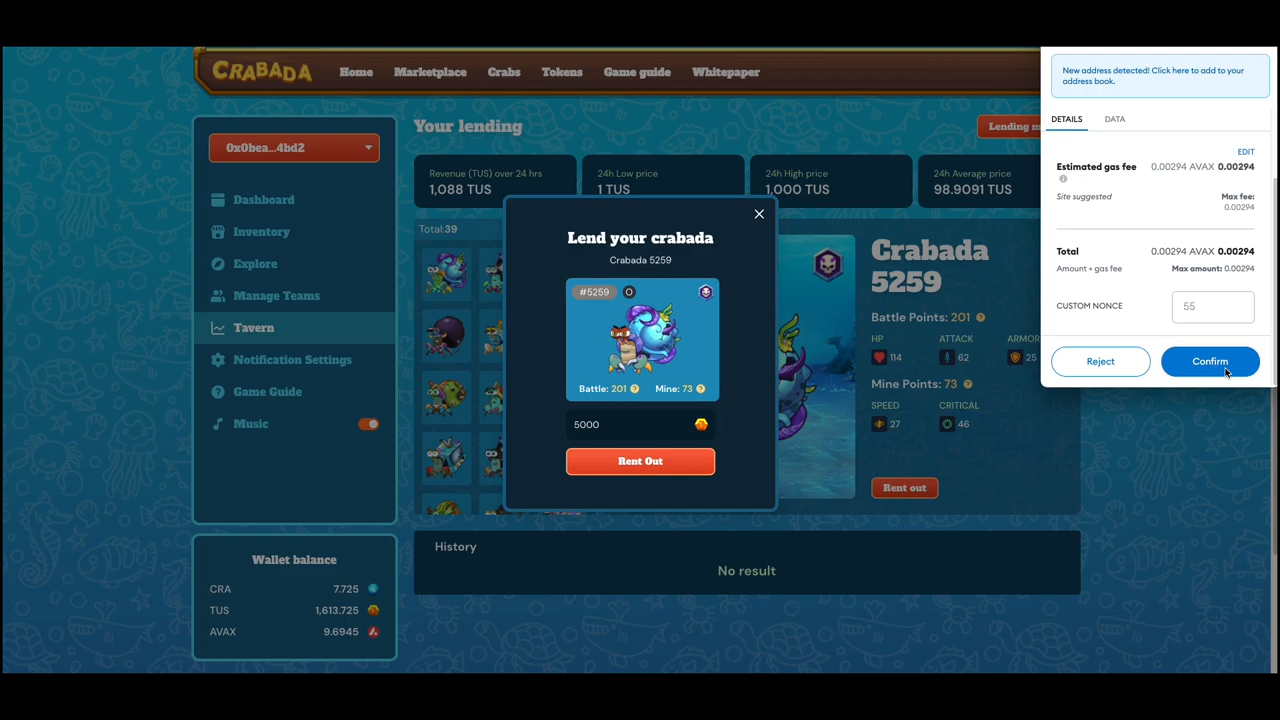 CRABADA
Home
Marketplace
Crabs
Tokens
Game guide
Whitepaper
0x0bea...4bd2
Dashboard
Inventory
Explore
Manage Teams
Tavern
Notification Settings
Game Guide
Music
Wallet balance
CRA 7.725
TUS 1,613.725
AVAX 9.6945
Your lending
Lending
Revenue (TUS) over 24 hrs
1,088 TUS
24h Low price
1 TUS
24h High price
1,000 TUS
24h Average price
98.9091 TUS
Total:39
Lend your crabada
Crabada 5259
#5259
Battle: 201
Mine: 73
5000
Rent Out
Crabada
5259
Battle Points: 201
HP
ATTACK
ARMOR
114
62
25
Mine Points: 73
SPEED
CRITICAL
27
46
Rent out
History
No result
New address detected! Click here to add to your
address book.
DETAILS
DATA
EDIT
Estimated gas fee
0.00294 AVAX 0.00294
Site suggested
Max fee:
0.00294
Total
0.00294 AVAX 0.00294
Amount + gas fee
Max amount: 0.00294
CUSTOM NONCE
55
Reject
Confirm